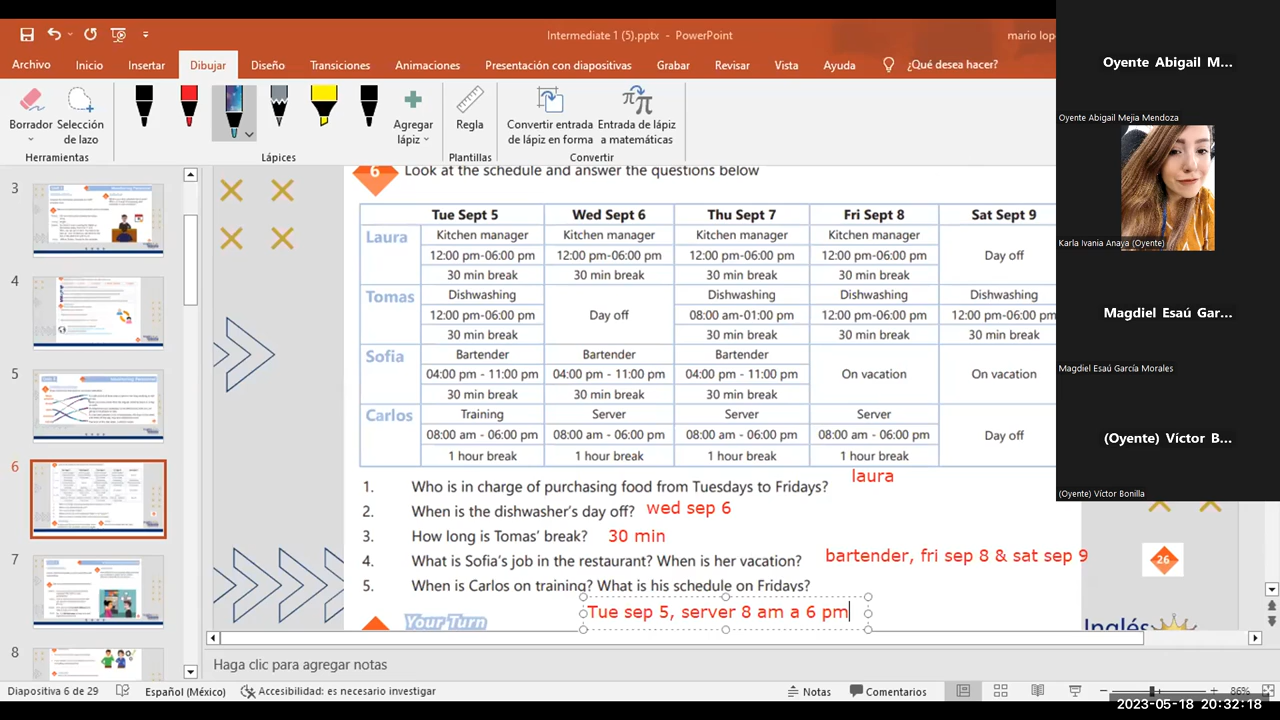 Intermediate 1 (5).pptx - PowerPoint
mario lope
Archivo Inicio Insertar Dibujar Diseño Transiciones Animaciones Presentación con diapositivas Grabar Revisar Vista Ayuda ¿Qué desea hacer?
Borrador
Selección de lazo
Agregar lápiz
Regla
Convertir entrada de lápiz en forma
Entrada de lápiz a matemáticas
Herramientas
Lápices
Plantillas
Convertir
3
4
5
6
7
8
6 Look at the schedule and answer the questions below
Tue Sept 5 Wed Sept 6 Thu Sept 7 Fri Sept 8 Sat Sept 9
Laura
Kitchen manager Kitchen manager Kitchen manager Kitchen manager
12:00 pm-06:00 pm 12:00 pm-06:00 pm 12:00 pm-06:00 pm 12:00 pm-06:00 pm Day off
30 min break 30 min break 30 min break 30 min break
Tomas
Dishwashing Dishwashing Dishwashing Dishwashing
12:00 pm-06:00 pm Day off 08:00 am-01:00 pm 12:00 pm-06:00 pm 12:00 pm-06:00 pm
30 min break 30 min break 30 min break 30 min break
Sofia
Bartender Bartender Bartender
04:00 pm - 11:00 pm 04:00 pm - 11:00 pm 04:00 pm - 11:00 pm On vacation On vacation
30 min break 30 min break 30 min break
Carlos
Training Server Server Server
08:00 am - 06:00 pm 08:00 am - 06:00 pm 08:00 am - 06:00 pm 08:00 am - 06:00 pm Day off
1 hour break 1 hour break 1 hour break 1 hour break
1. Who is in charge of purchasing food from Tuesdays to Fridays? laura
2. When is the dishwasher's day off? wed sep 6
3. How long is Tomas' break? 30 min
4. What is Sofia's job in the restaurant? When is her vacation? bartender, fri sep 8 & sat sep 9
5. When is Carlos on training? What is his schedule on Fridays?
Tue sep 5, server 8 am a 6 pm
Your Turn
26
Inglés
Haga clic para agregar notas
Diapositiva 6 de 29 Español (México) Accesibilidad: es necesario investigar Notas Comentarios 86%
Oyente Abigail M...
Oyente Abigail Mejia Mendoza
Karla Ivania Anaya (Oyente)
Magdiel Esaú Gar...
Magdiel Esaú García Morales
(Oyente) Víctor B...
(Oyente) Víctor Bonilla
2023-05-18 20:32:18